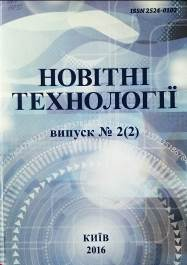 ISSN 2524-0102
НОВІТНІ
ТЕХНОЛОГІЇ
випуск № 2(2)
КИЇВ
2016